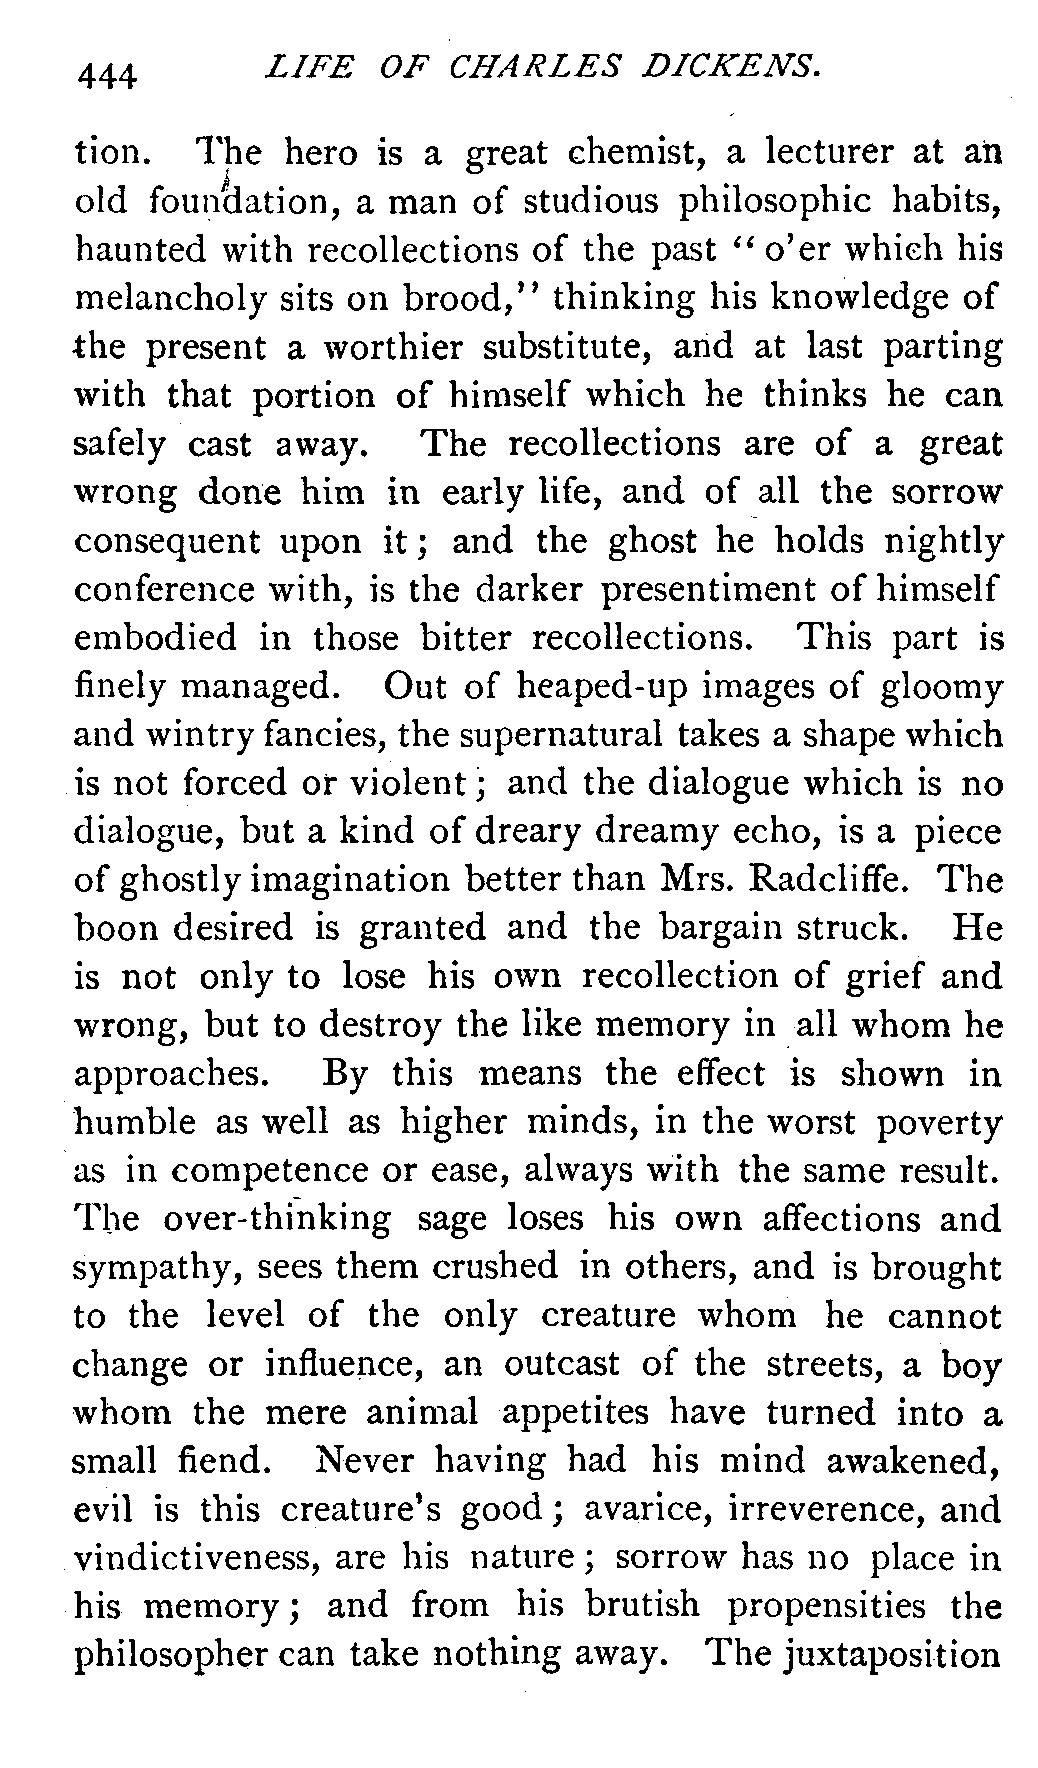 444 LIFE OF CHARLES DICKENS.
tion. The hero is a great chemist, a lecturer at an
old foundation, a man of studious philosophic habits,
haunted with recollections of the past “ o'er which his
melancholy sits on brood,” thinking his knowledge of
the present a worthier substitute, and at last parting
with that portion of himself which he thinks he can
safely cast away. The recollections are of a great
wrong done him in early life, and of all the sorrow
consequent upon it ; and the ghost he holds nightly
conference with, is the darker presentiment of himself
embodied in those bitter recollections. This part is
finely managed. Out of heaped-up images of gloomy
and wintry fancies, the supernatural takes a shape which
is not forced or violent ; and the dialogue which is no
dialogue, but a kind of dreary dreamy echo, is a piece
of ghostly imagination better than Mrs. Radcliffe. The
boon desired is granted and the bargain struck. He
is not only to lose his own recollection of grief and
wrong, but to destroy the like memory in all whom he
approaches. By this means the effect is shown in
humble as well as higher minds, in the worst poverty
as in competence or ease, always with the same result.
The over-thinking sage loses his own affections and
sympathy, sees them crushed in others, and is brought
to the level of the only creature whom he cannot
change or influence, an outcast of the streets, a boy
whom the mere animal appetites have turned into a
small fiend. Never having had his mind awakened,
evil is this creature's good ; avarice, irreverence, and
vindictiveness, are his nature ; sorrow has no place in
his memory ; and from his brutish propensities the
philosopher can take nothing away. The juxtaposition